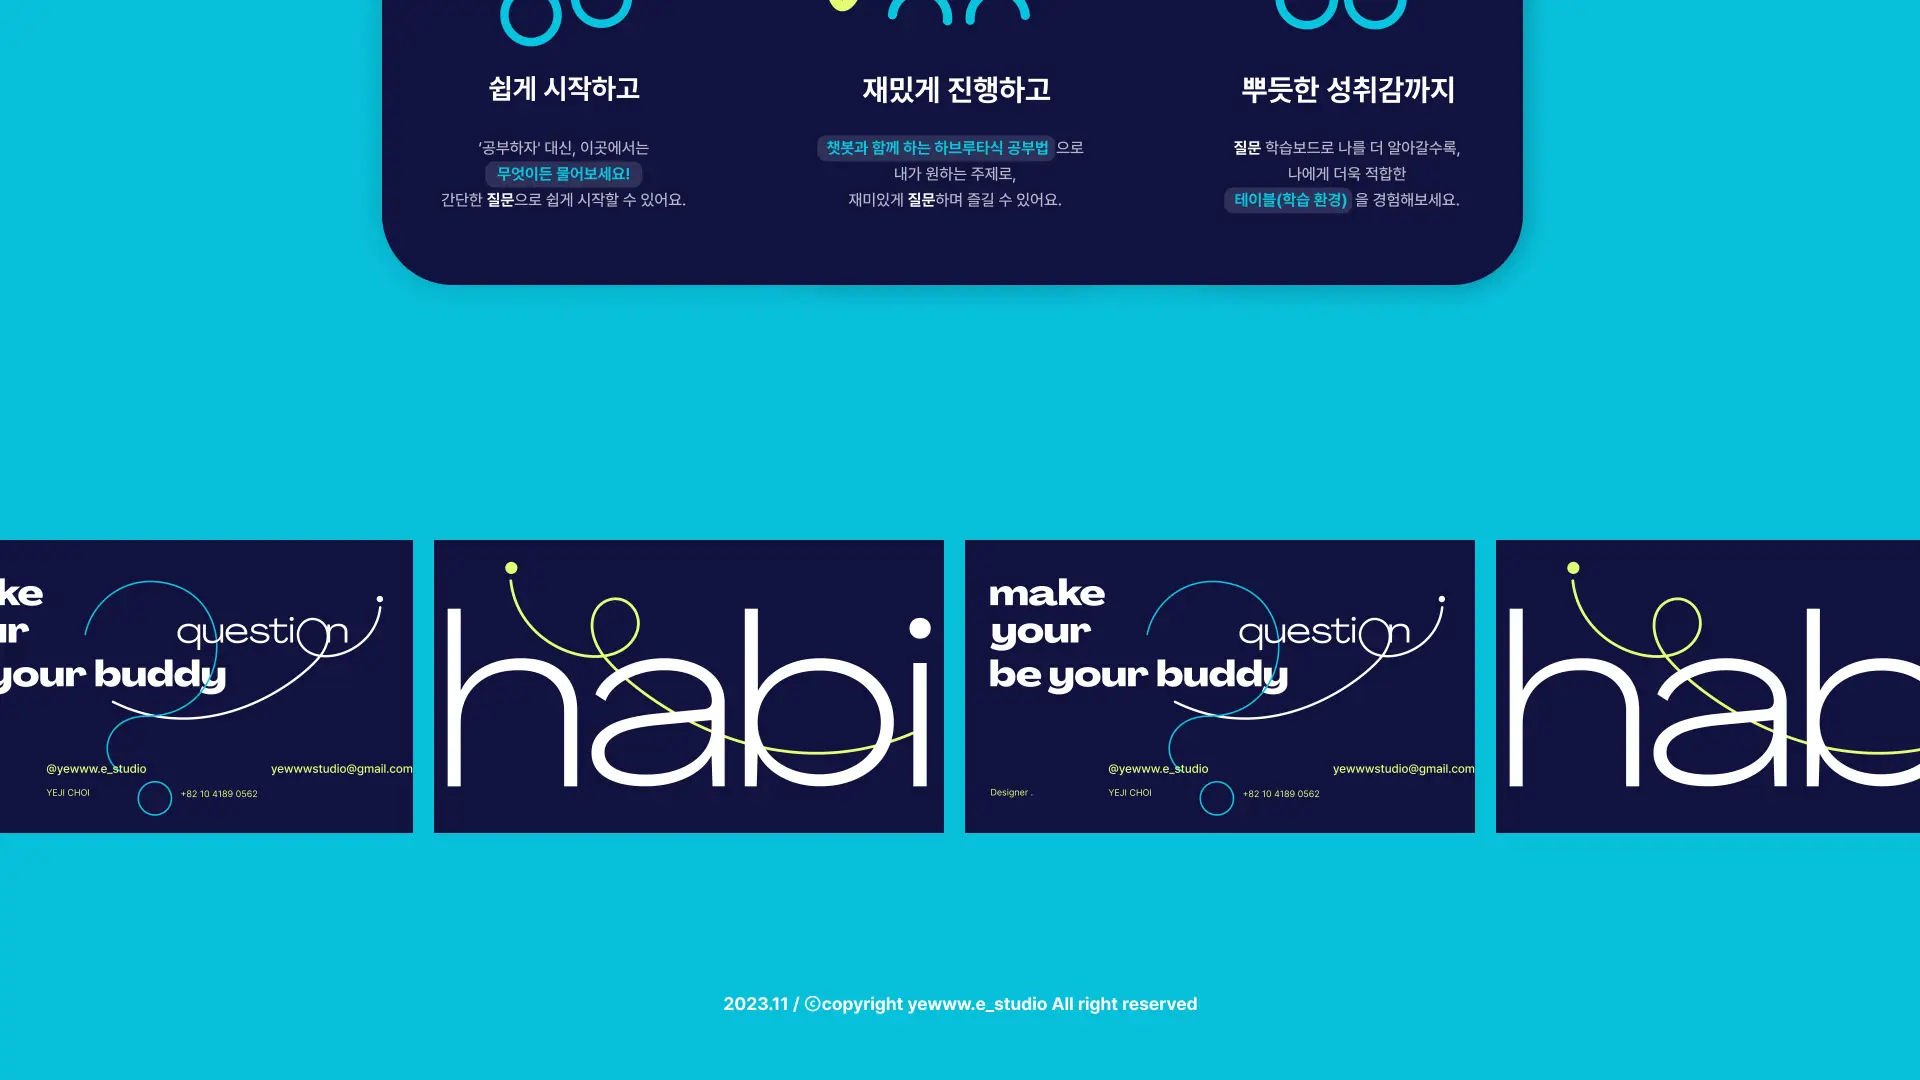 쉽게 시작하고
‘공부하자’ 대신, 이곳에서는
무엇이든 물어보세요!
간단한 질문으로 쉽게 시작할 수 있어요.
재밌게 진행하고
챗봇과 함께 하는 하브루타식 공부법 으로
내가 원하는 주제로,
재미있게 질문하며 즐길 수 있어요.
뿌듯한 성취감까지
질문 학습보드로 나를 더 알아갈수록,
나에게 더욱 적합한
테이블(학습 환경) 을 경험해보세요.
ke
ur
question
your buddy
@yewww.e_studio
yewwwstudio@gmail.com
YEJI CHOI
+82 10 4189 0562
habi
make
your
question
be your buddy
@yewww.e_studio
yewwwstudio@gmail.com
Designer .
YEJI CHOI
+82 10 4189 0562
hab
2023.11 / ⓒcopyright yewww.e_studio All right reserved